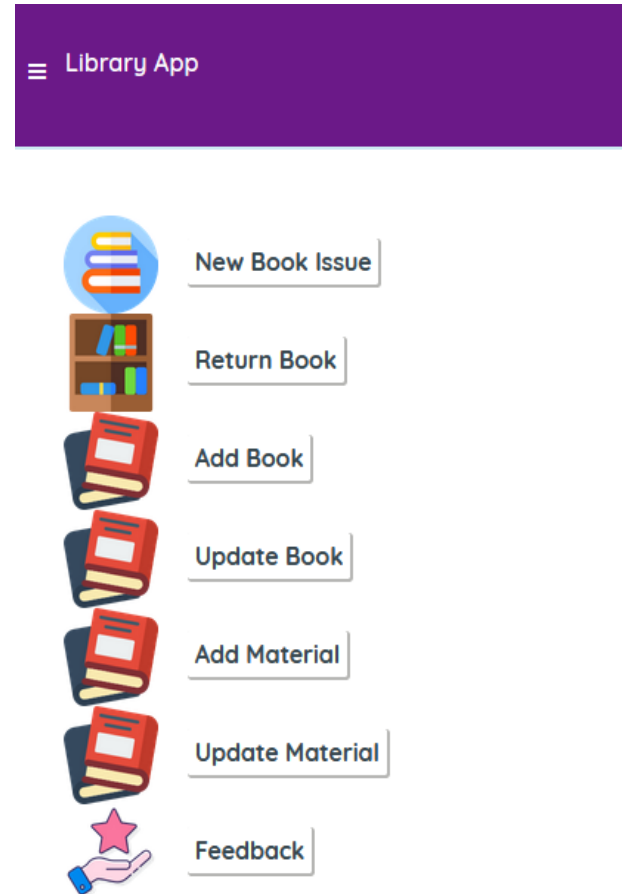 Library App
New Book Issue
Return Book
Add Book
Update Book
Add Material
Update Material
Feedback